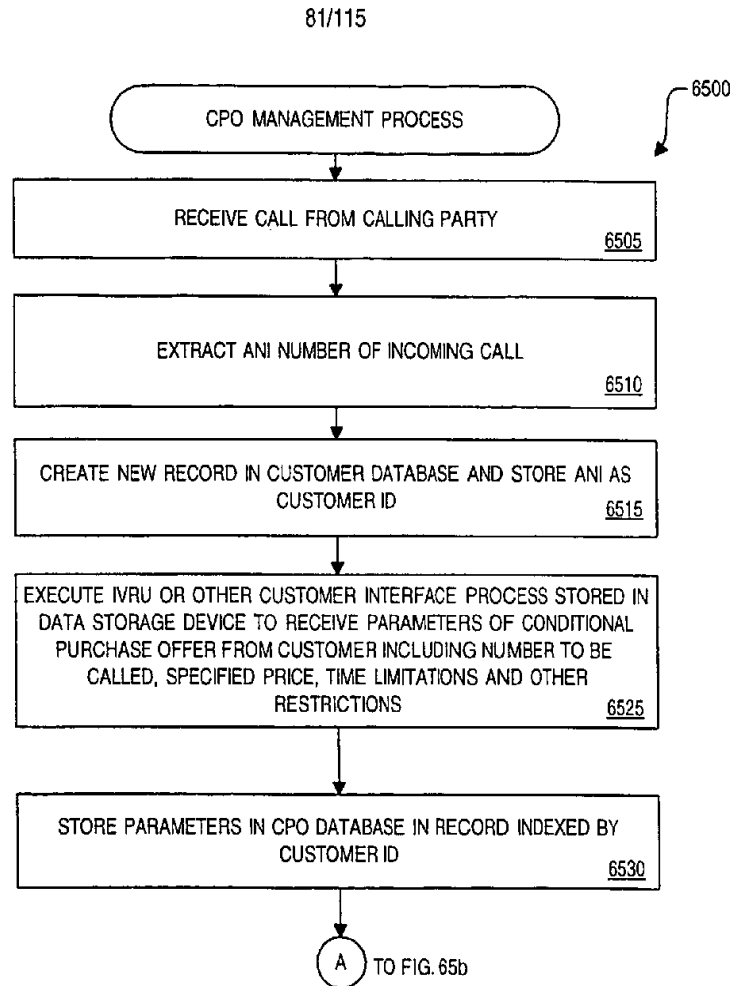 81/115
6500
CPO MANAGEMENT PROCESS
RECEIVE CALL FROM CALLING PARTY
6505
EXTRACT ANI NUMBER OF INCOMING CALL
6510
CREATE NEW RECORD IN CUSTOMER DATABASE AND STORE ANI AS
CUSTOMER ID
6515
EXECUTE IVRU OR OTHER CUSTOMER INTERFACE PROCESS STORED IN
DATA STORAGE DEVICE TO RECEIVE PARAMETERS OF CONDITIONAL
PURCHASE OFFER FROM CUSTOMER INCLUDING NUMBER TO BE
CALLED, SPECIFIED PRICE, TIME LIMITATIONS AND OTHER
RESTRICTIONS
6525
STORE PARAMETERS IN CPO DATABASE IN RECORD INDEXED BY
CUSTOMER ID
6530
A TO FIG. 65b